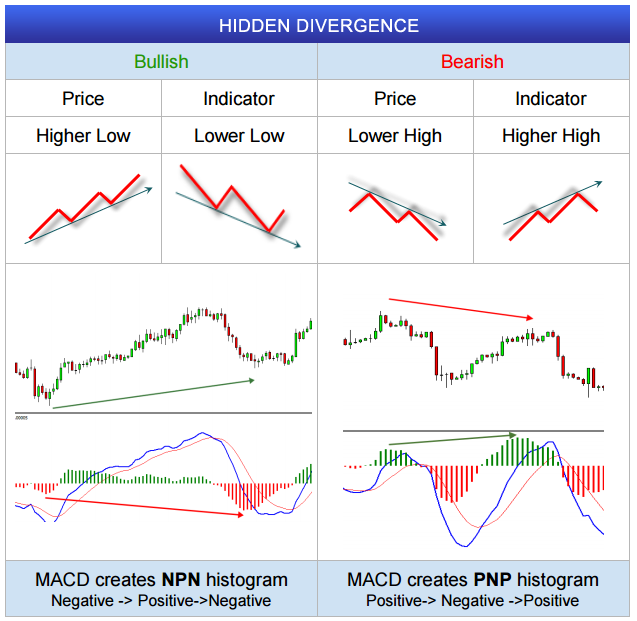 HIDDEN DIVERGENCE
Bullish
Bearish
Price
Indicator
Price
Indicator
Higher Low
Lower Low
Lower High
Higher High
.00005
MACD creates NPN histogram
Negative -> Positive->Negative
MACD creates PNP histogram
Positive-> Negative ->Positive